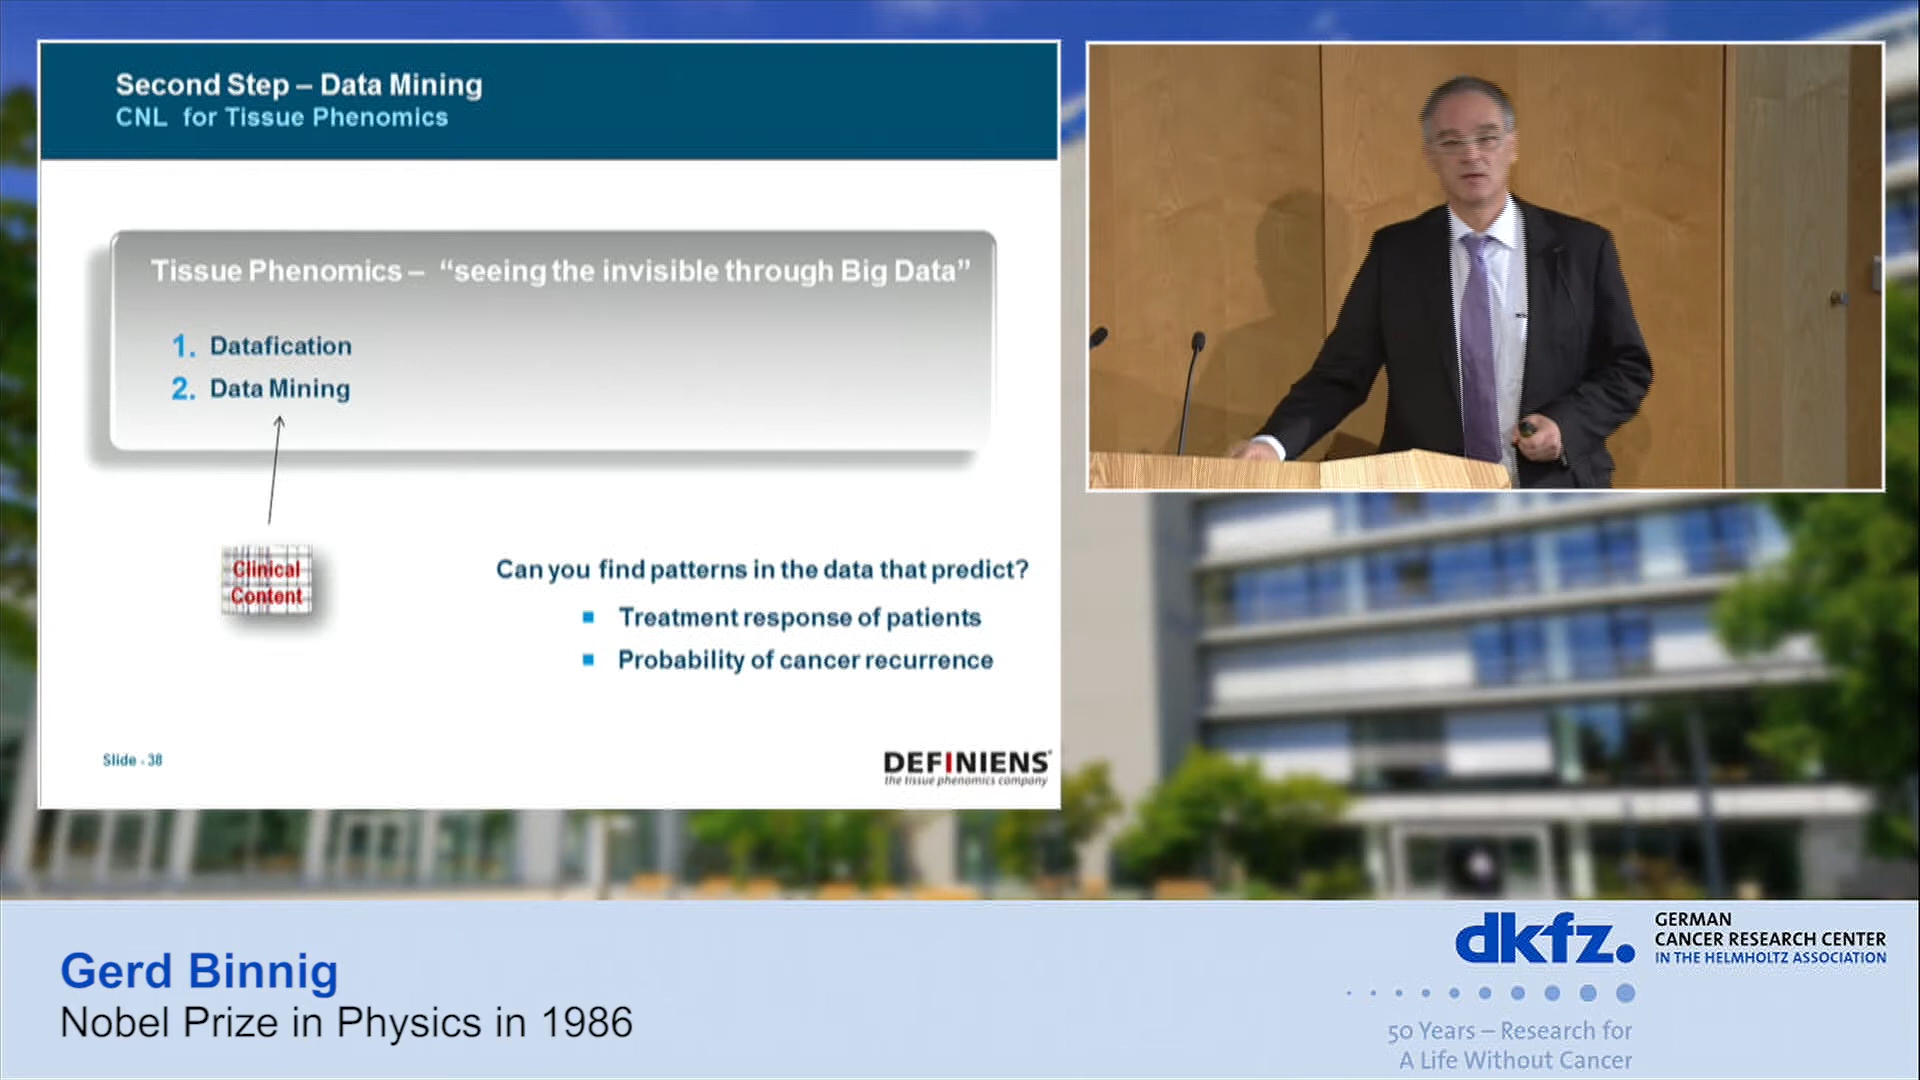 Second Step – Data Mining
CNL for Tissue Phenomics
Tissue Phenomics – “seeing the invisible through Big Data”
1. Datafication
2. Data Mining
Clinical
Content
Can you find patterns in the data that predict?
Treatment response of patients
Probability of cancer recurrence
Slide - 38
DEFINIENS
the tissue phenomics company
Gerd Binnig
Nobel Prize in Physics in 1986
dkfz.
GERMAN
CANCER RESEARCH CENTER
IN THE HELMHOLTZ ASSOCIATION
50 Years – Research for
A Life Without Cancer